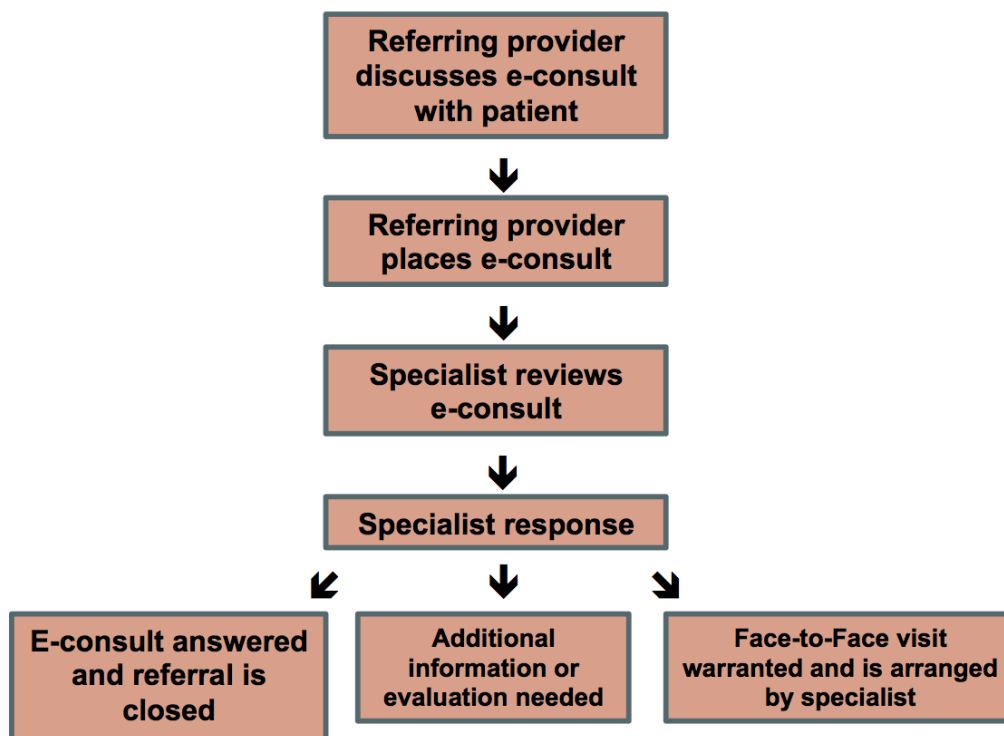 Referring provider
discusses e-consult
with patient
Referring provider
places e-consult
Specialist reviews
e-consult
Specialist response
E-consult answered
and referral is
closed
Additional
information or
evaluation needed
Face-to-Face visit
warranted and is arranged
by specialist